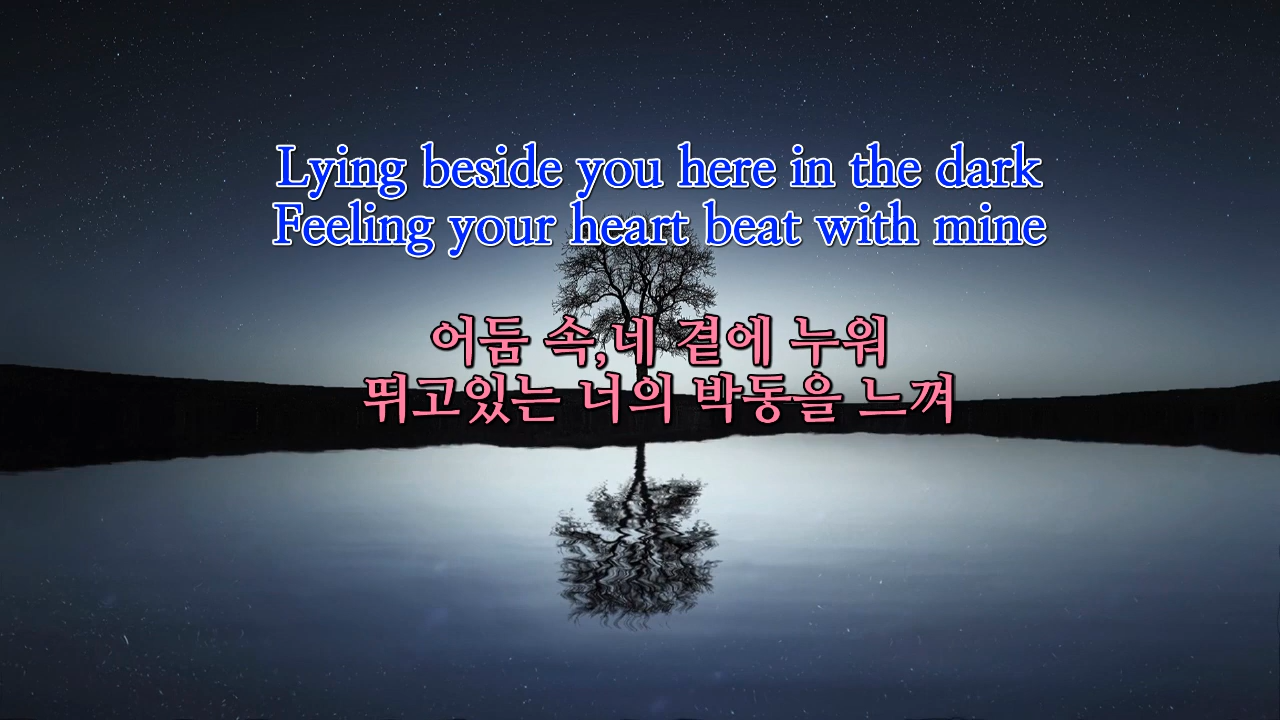 Lying beside you here in the dark
Feeling your heart beat with mine
어둠 속,네 곁에 누워
뛰고있는 너의 박동을 느껴